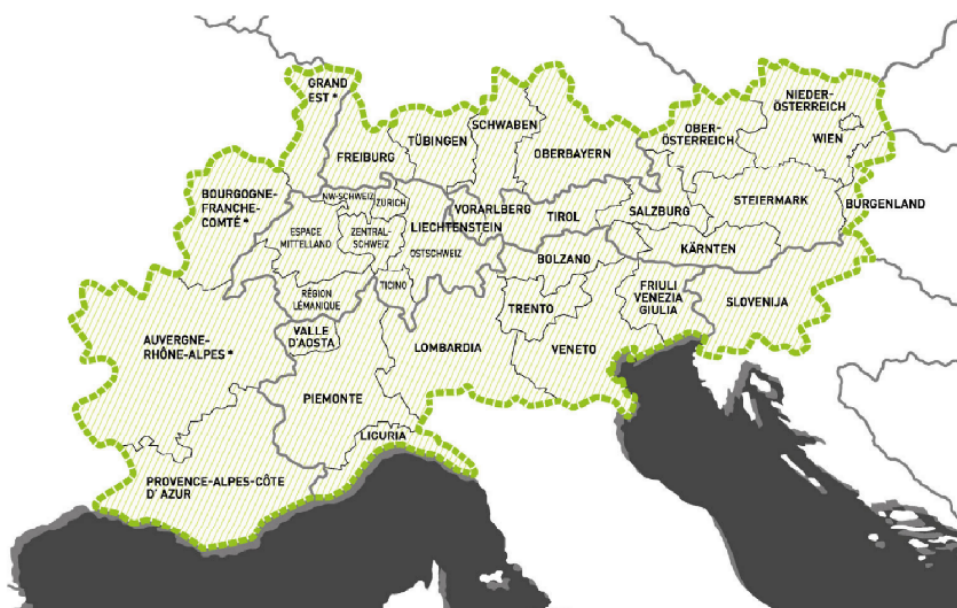 GRAND
EST *
NIEDER-
ÖSTERREICH
SCHWABEN
OBER-
ÖSTERREICH
WIEN
TÜBINGEN
FREIBURG
OBERBAYERN
BOURGOGNE-
FRANCHE-
COMTÉ *
NW-SCHWEIZ
ZÜRICH
VORARLBERG
TIROL
SALZBURG
STEIERMARK
BURGENLAND
LIECHTENSTEIN
ESPACE
MITTELLAND
ZENTRAL-
SCHWEIZ
OSTSCHWEIZ
BOLZANO
KÄRNTEN
RÉGION
LÉMANIQUE
TICINO
TRENTO
FRIULI
VENEZIA
GIULIA
SLOVENIJA
VALLE
D'AOSTA
AUVERGNE-
RHÔNE-ALPES *
LOMBARDIA
VENETO
PIEMONTE
LIGURIA
PROVENCE-ALPES-CÔTE
D' AZUR